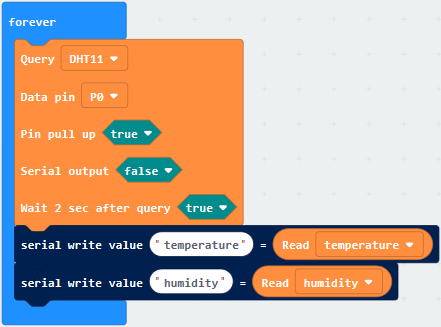 forever
Query DHT11
Data pin P0
Pin pull up true
Serial output false
Wait 2 sec after query true
serial write value "temperature" = Read temperature
serial write value "humidity" = Read humidity